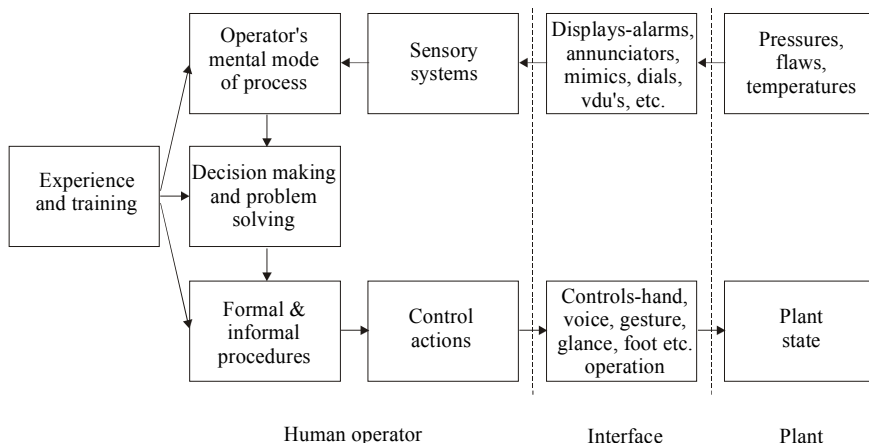 Operator's
mental mode
of process
Sensory
systems
Displays-alarms,
annunciators,
mimics, dials,
vdu's, etc.
Pressures,
flaws,
temperatures
Experience
and training
Decision making
and problem
solving
Formal &
informal
procedures
Control
actions
Controls-hand,
voice, gesture,
glance, foot etc.
operation
Plant
state
Human operator
Interface
Plant